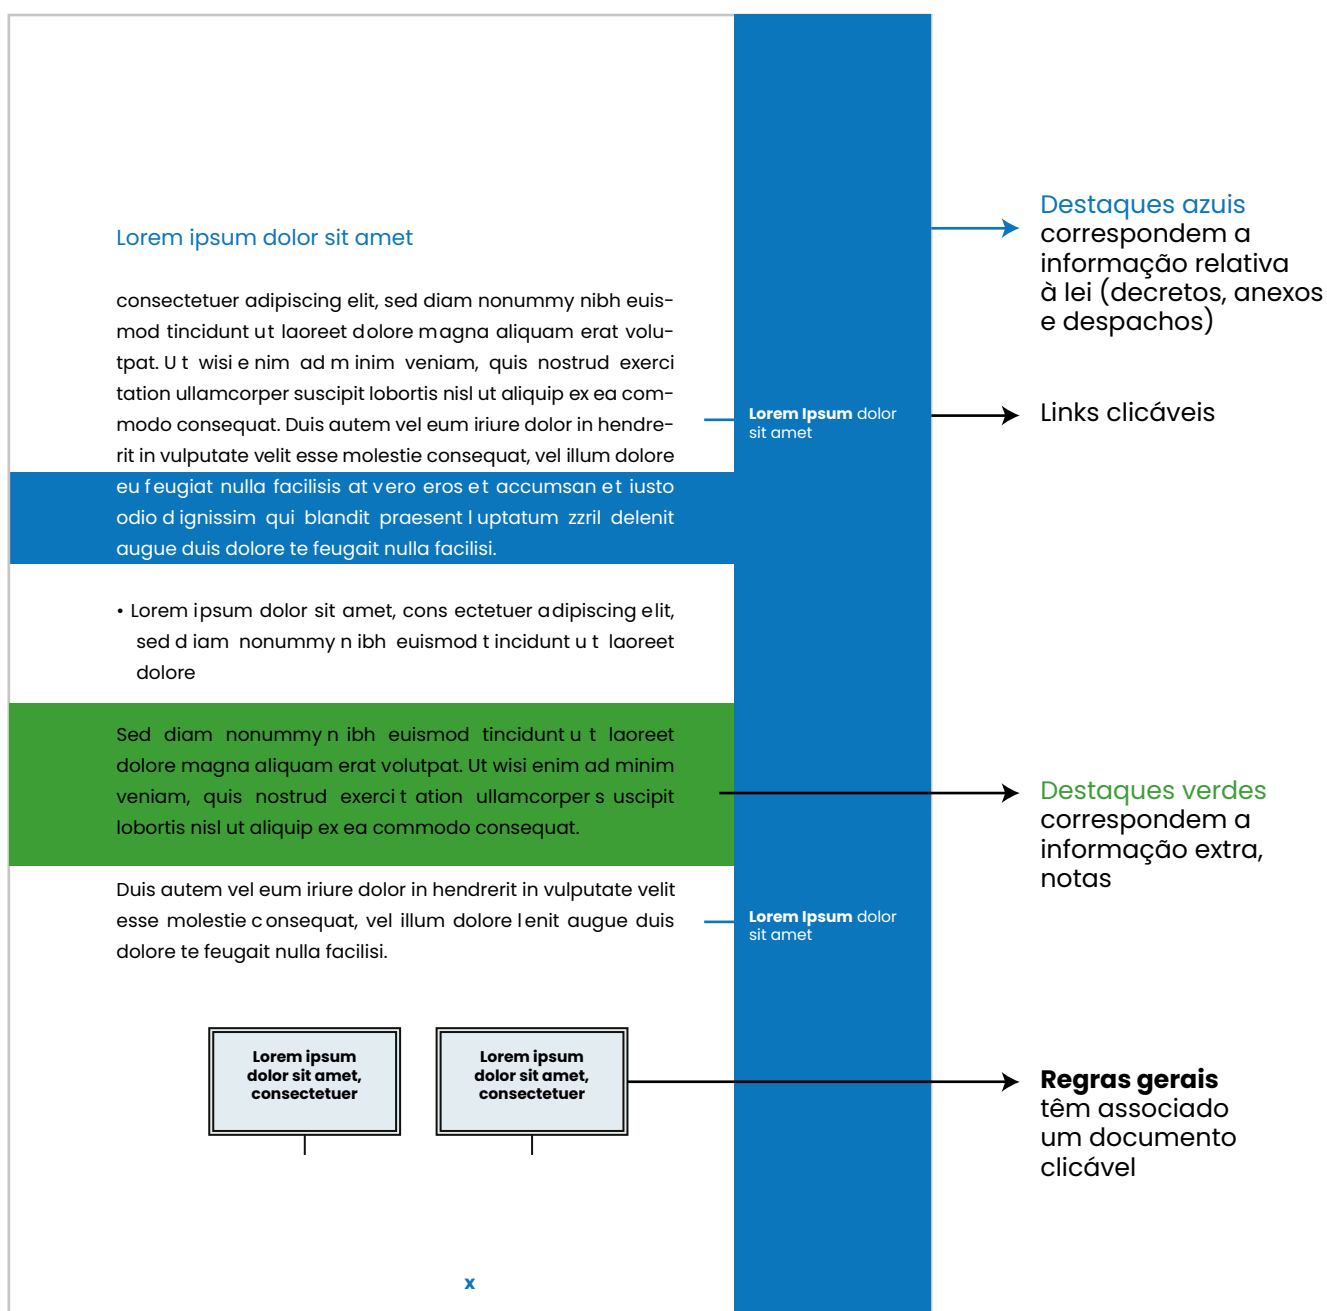 Lorem ipsum dolor sit amet
consectetuer adipiscing elit, sed diam nonummy nibh euis-
mod tincidunt ut laoreet dolore magna aliquam erat volu-
tpat. U t wisi e nim ad m inim veniam, quis nostrud exerci
tation ullamcorper suscipit lobortis nisl ut aliquip ex ea com-
modo consequat. Duis autem vel eum iriure dolor in hendre-
rit in vulputate velit esse molestie consequat, vel illum dolore
eu f eugiat nulla facilisis at v ero eros e t accumsan e t iusto
odio d ignissim qui blandit praesent l uptatum zzril delenit
augue duis dolore te feugait nulla facilisi.
• Lorem i psum dolor sit amet, cons ectetuer a dipiscing e lit,
sed d iam nonummy n ibh euismod t incidunt u t laoreet
dolore
Sed diam nonummy n ibh euismod tincidunt u t laoreet
dolore magna aliquam erat volutpat. Ut wisi enim ad minim
veniam, quis nostrud exerci t ation ullamcorper s uscipit
lobortis nisl ut aliquip ex ea commodo consequat.
Duis autem vel eum iriure dolor in hendrerit in vulputate velit
esse molestie c onsequat, vel illum dolore l enit augue duis
dolore te feugait nulla facilisi.
Lorem ipsum
dolor sit amet,
consectetuer
Lorem ipsum
dolor sit amet,
consectetuer
x
Lorem Ipsum dolor
sit amet
Lorem Ipsum dolor
sit amet
Destaques azuis
correspondem a
informação relativa
à lei (decretos, anexos
e despachos)
Links clicáveis
Destaques verdes
correspondem a
informação extra,
notas
Regras gerais
têm associado
um documento
clicável